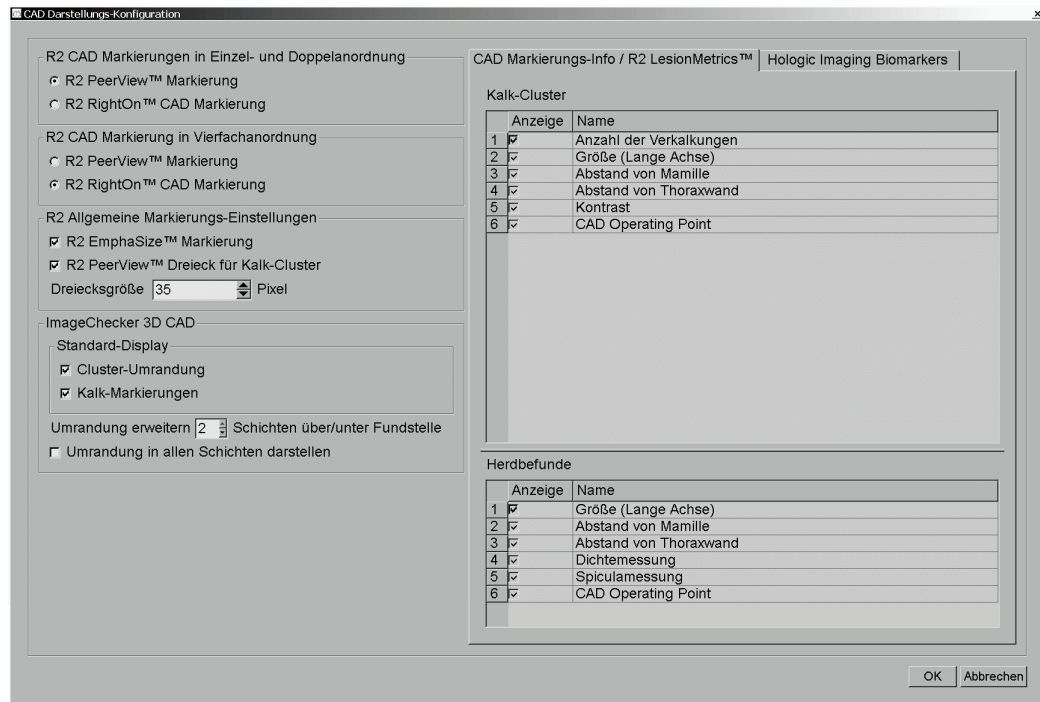 CAD Darstellungs-Konfiguration
R2 CAD Markierungen in Einzel- und Doppelanordnung
R2 PeerView™ Markierung
R2 RightOn™ CAD Markierung
R2 CAD Markierung in Vierfachanordnung
R2 PeerView™ Markierung
R2 RightOn™ CAD Markierung
R2 Allgemeine Markierungs-Einstellungen
R2 EmphaSize™ Markierung
R2 PeerView™ Dreieck für Kalk-Cluster
Dreiecksgröße 35 Pixel
ImageChecker 3D CAD
Standard-Display
Cluster-Umrandung
Kalk-Markierungen
Umrandung erweitern 2 Schichten über/unter Fundstelle
Umrandung in allen Schichten darstellen
CAD Markierungs-Info / R2 LesionMetrics™ Hologic Imaging Biomarkers
Kalk-Cluster
Anzeige Name
1 Anzahl der Verkalkungen
2 Größe (Lange Achse)
3 Abstand von Mamille
4 Abstand von Thoraxwand
5 Kontrast
6 CAD Operating Point
Herdbefunde
Anzeige Name
1 Größe (Lange Achse)
2 Abstand von Mamille
3 Abstand von Thoraxwand
4 Dichtemessung
5 Spiculamessung
6 CAD Operating Point
OK Abbrechen